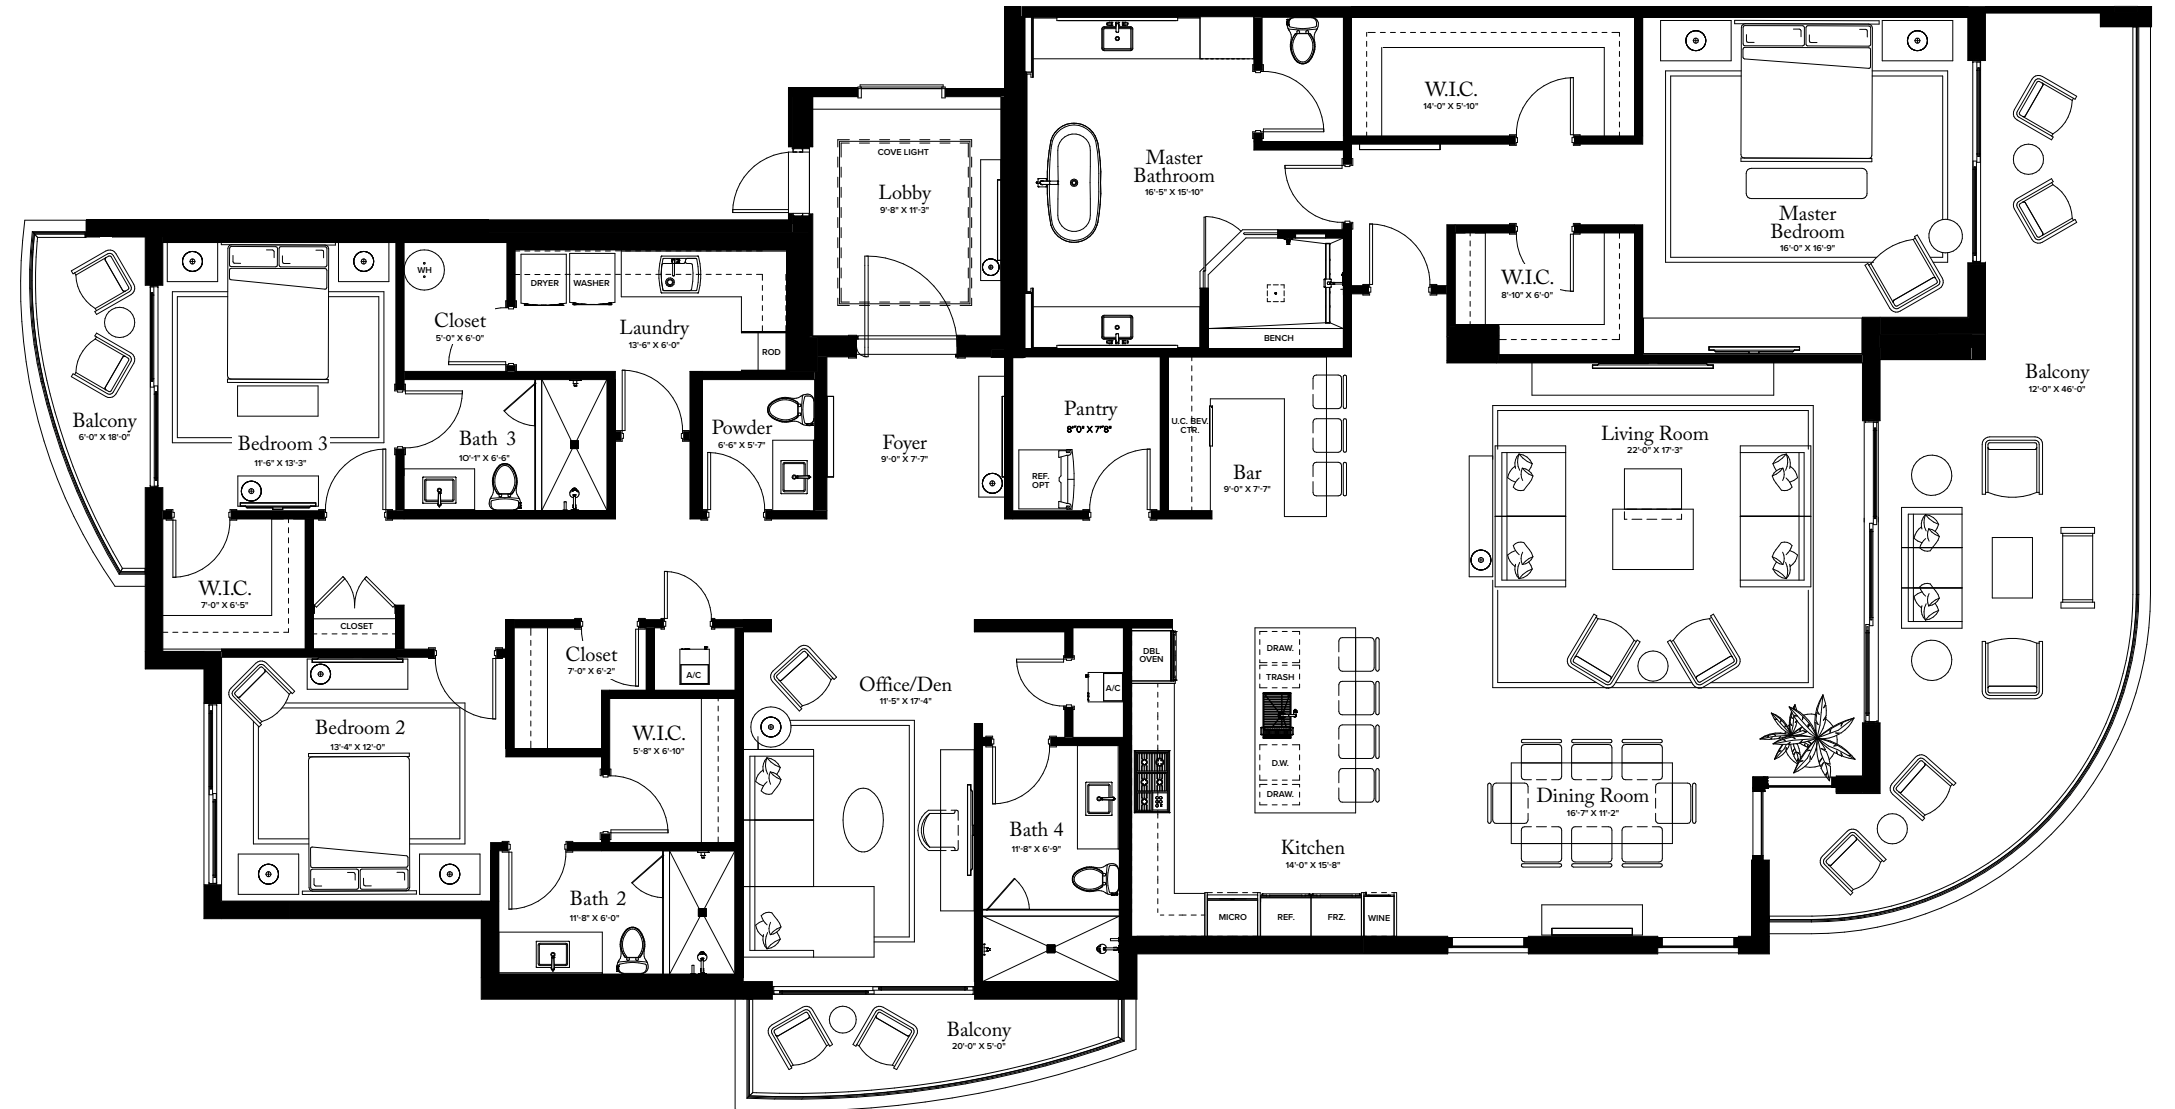 W.I.C.
14'-0" X 5'-10"
COVE LIGHT
Lobby
9'-8" X 11'-3"
Master
Bathroom
16'-5" X 15'-10"
Master
Bedroom
16'-0" X 16'-9"
W.I.C.
8'-10" X 6'-0"
WH
DRYER
WASHER
Closet
5'-0" X 6'-0"
Laundry
13'-6" X 6'-0"
ROD
BENCH
Balcony
12'-0" X 46'-0"
Balcony
6'-0" X 18'-0"
Bedroom 3
11'-6" X 13'-3"
Bath 3
10'-1" X 6'-6"
Powder
6'-6" X 5'-7"
Foyer
9'-0" X 7'-7"
Pantry
REF.
OPT
U.C. BEV.
CTR.
Bar
9'-0" X 7'-7"
Living Room
22'-0" X 17'-3"
W.I.C.
7'-0" X 6'-5"
CLOSET
Closet
7'-0" X 6'-2"
A/C
Office/Den
11'-5" X 17'-4"
A/C
DBL
OVEN
DRAW.
TRASH
D.W.
DRAW.
Bedroom 2
13'-4" X 12'-0"
W.I.C.
5'-8" X 6'-10"
Dining Room
16'-7" X 11'-2"
Bath 4
11'-8" X 6'-9"
Kitchen
14'-0" X 15'-8"
Bath 2
11'-8" X 6'-0"
MICRO
REF.
FRZ.
WINE
Balcony
20'-0" X 5'-0"